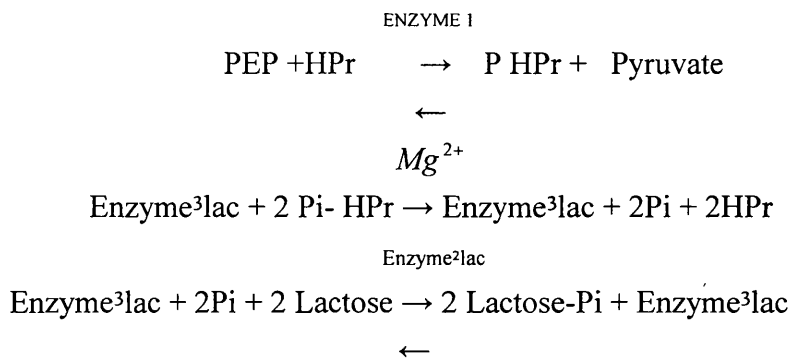 ENZYME 1
PEP +HPr → P HPr + Pyruvate
←
Mg²⁺
Enzyme³lac + 2 Pi- HPr → Enzyme³lac + 2Pi + 2HPr
Enzyme²lac
Enzyme³lac + 2Pi + 2 Lactose → 2 Lactose-Pi + Enzyme³lac
←